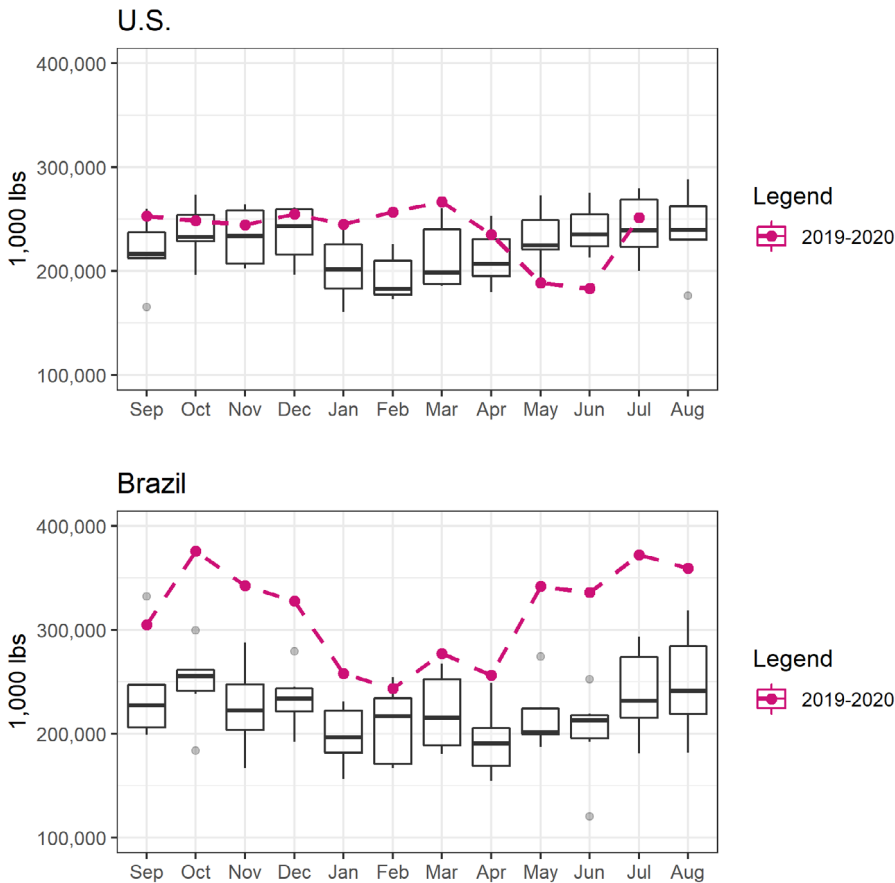 U.S.
400,000
300,000
200,000
100,000
1,000 lbs
Sep Oct Nov Dec Jan Feb Mar Apr May Jun Jul Aug
Legend
2019-2020
Brazil
400,000
300,000
200,000
100,000
1,000 lbs
Sep Oct Nov Dec Jan Feb Mar Apr May Jun Jul Aug
Legend
2019-2020